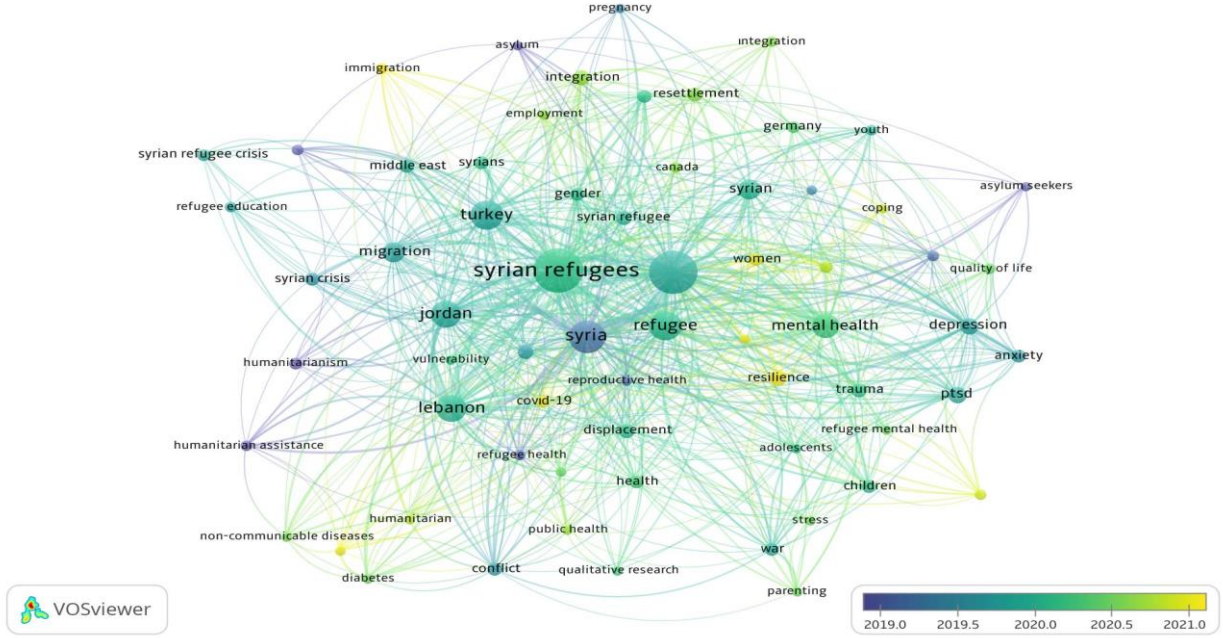 pregnancy
asylum
integration
immigration
integration
resettlement
employment
germany
youth
syrian refugee crisis
middle east
syrians
canada
asylum seekers
gender
syrian
refugee education
turkey
syrian refugee
coping
migration
women
syrian refugees
quality of life
syrian crisis
jordan
refugee
mental health
depression
syria
anxiety
vulnerability
humanitarianism
reproductive health
resilience
trauma
ptsd
covid-19
lebanon
displacement
refugee mental health
humanitarian assistance
refugee health
adolescents
health
children
humanitarian
stress
non-communicable diseases
public health
war
diabetes
conflict
qualitative research
parenting
VOSviewer
2019.0 2019.5 2020.0 2020.5 2021.0